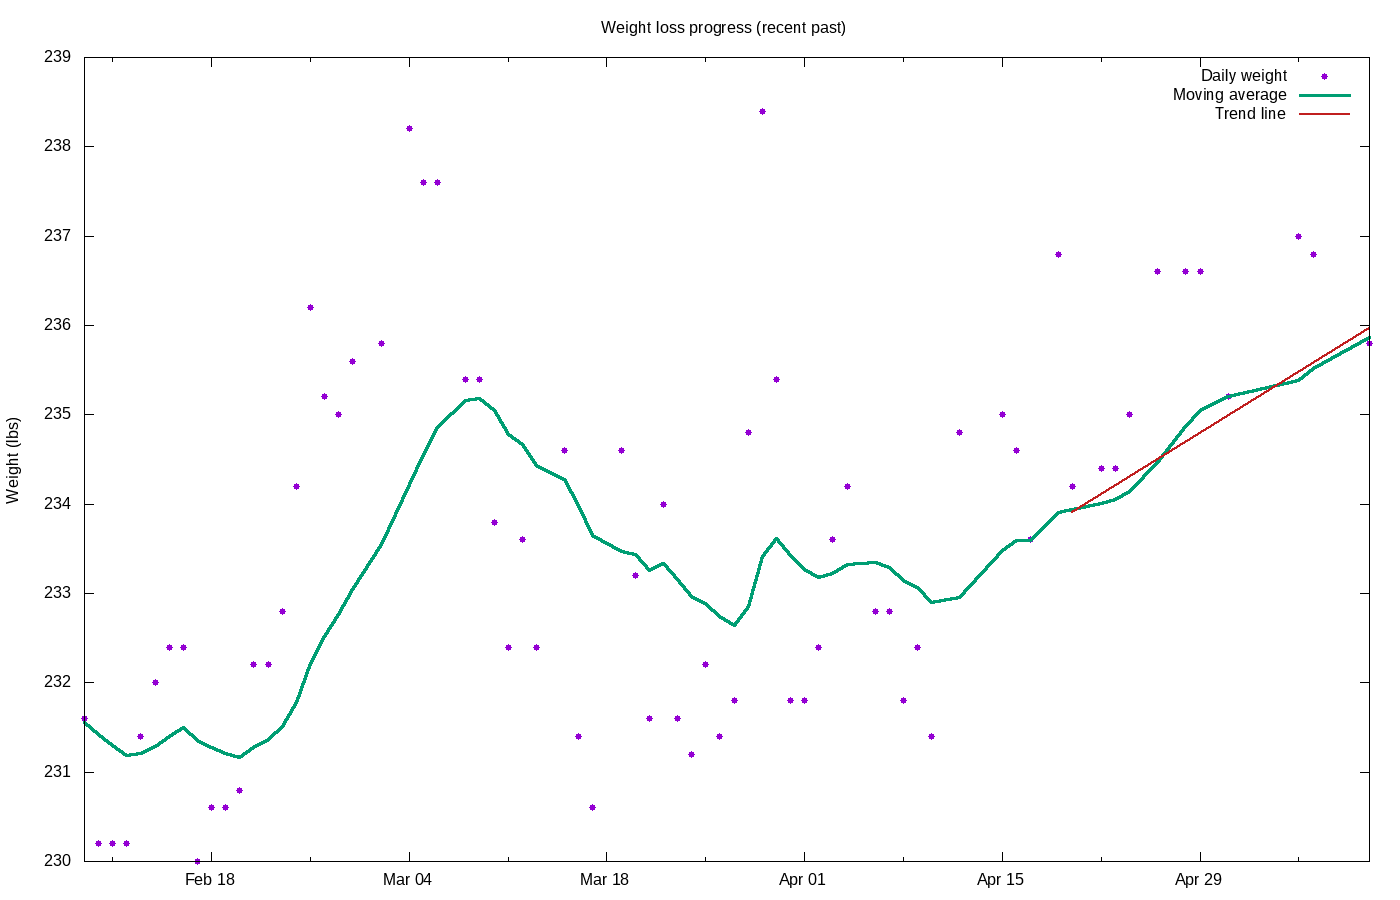 Weight loss progress (recent past)
239
238
237
236
235
234
233
232
231
230
Weight (lbs)
Daily weight
Moving average
Trend line
Feb 18
Mar 04
Mar 18
Apr 01
Apr 15
Apr 29